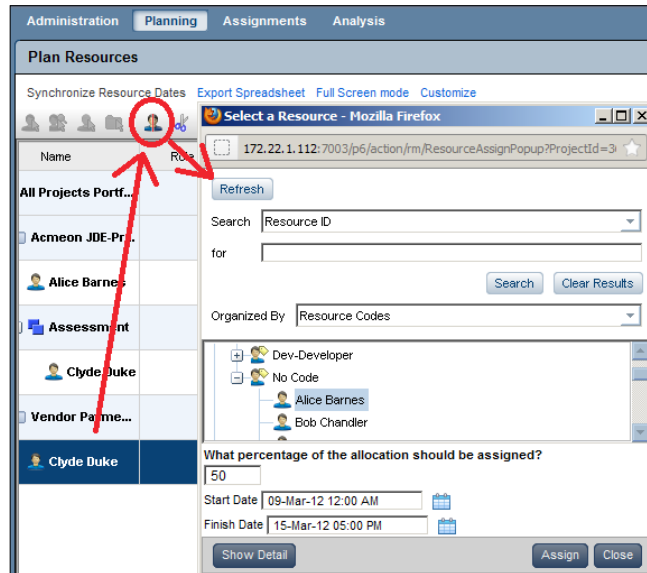 Administration Planning Assignments Analysis
Plan Resources
Synchronize Resource Dates Export Spreadsheet Full Screen mode Customize
Select a Resource - Mozilla Firefox
172.22.1.112:7003/p6/action/rm/ResourceAssignPopup?ProjectId=3
Name
Refresh
All Projects Portf...
Search Resource ID
Acmeon JDE-Pr...
for
Alice Barnes
Search Clear Results
Organized By Resource Codes
Assessment
Dev-Developer
Clyde Duke
No Code
Alice Barnes
Vendor Payme...
Bob Chandler
What percentage of the allocation should be assigned?
Clyde Duke
50
Start Date 09-Mar-12 12:00 AM
Finish Date 15-Mar-12 05:00 PM
Show Detail Assign Close